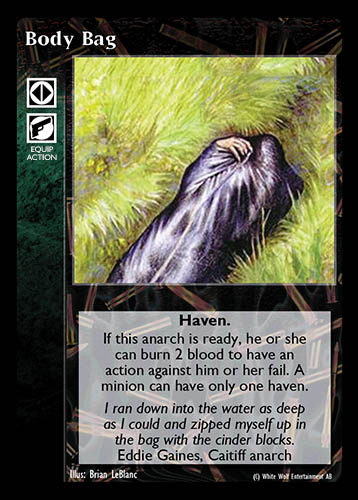 Body Bag
EQUIP
ACTION
Haven.
If this anarch is ready, he or she
can burn 2 blood to have an
action against him or her fail. A
minion can have only one haven.
I ran down into the water as deep
as I could and zipped myself up in
the bag with the cinder blocks.
Eddie Gaines, Caitiff anarch
Illus: Brian LeBlanc
(C) White Wolf Entertainment AB